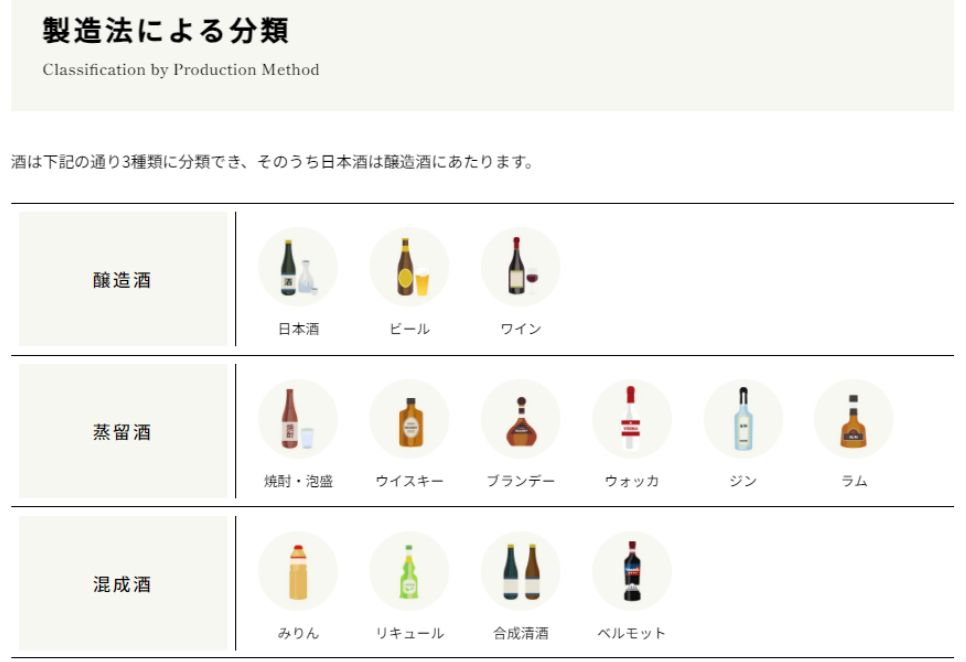 製造法による分類
Classification by Production Method
酒は下記の通り3種類に分類でき、そのうち日本酒は醸造酒にあたります。
醸造酒
酒
日本酒
ビール
ワイン
蒸留酒
焼酎
焼酎・泡盛
ウイスキー
ブランデー
VODKA
ウォッカ
ジン
ラム
混成酒
みりん
リキュール
合成清酒
ベルモット